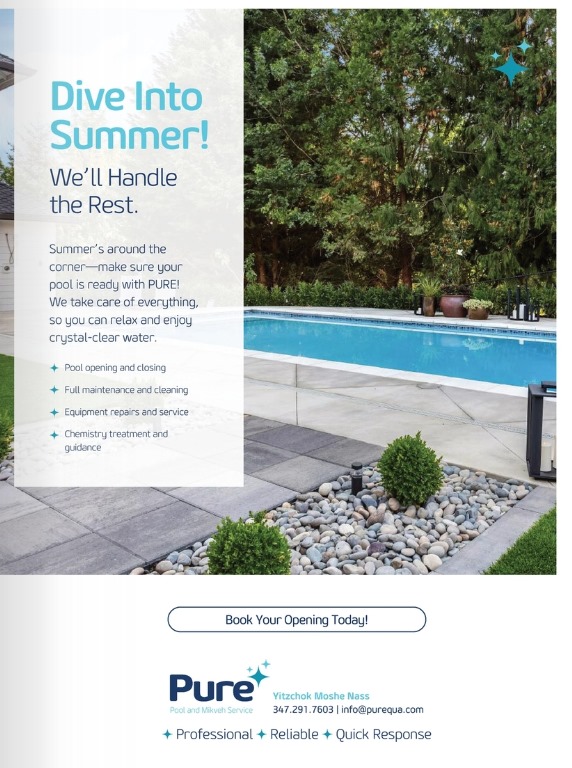 Dive Into
Summer!
We'll Handle
the Rest.
Summer's around the
corner—make sure your
pool is ready with PURE!
We take care of everything,
so you can relax and enjoy
crystal-clear water.
Pool opening and closing
Full maintenance and cleaning
Equipment repairs and service
Chemistry treatment and
guidance
Book Your Opening Today!
Pure
Pool and Mikveh Service
Yitzchok Moshe Nass
347.291.7603 | info@purequa.com
Professional Reliable Quick Response